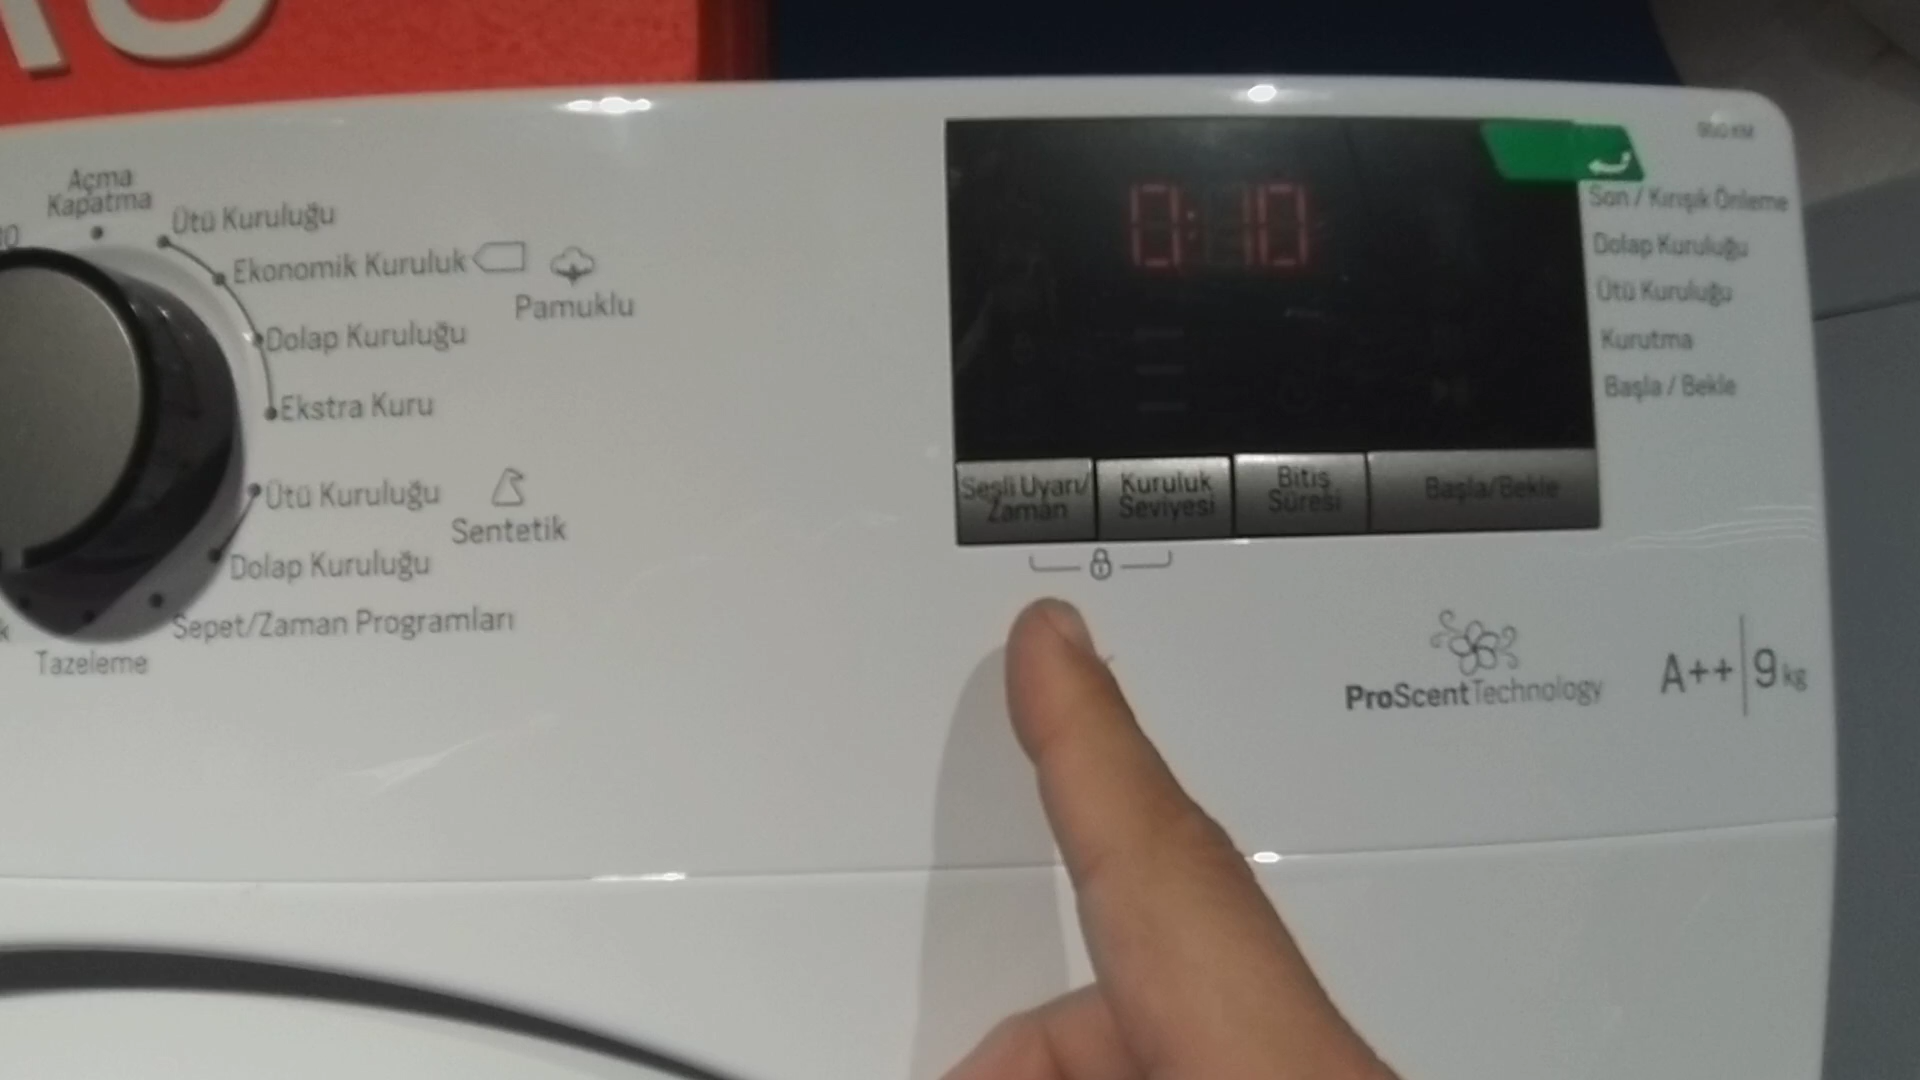 Açma
Kapatma
Ütü Kuruluğu
Ekonomik Kuruluk
Pamuklu
Dolap Kuruluğu
Ekstra Kuru
Ütü Kuruluğu
Sentetik
Dolap Kuruluğu
Sepet/Zaman Programları
Tazeleme
0:10
Son / Kırışık Önleme
Dolap Kuruluğu
Ütü Kuruluğu
Kurutma
Başla / Bekle
Sesli Uyarı/
Zaman
Kuruluk
Seviyesi
Bitiş
Süresi
Başla/Bekle
ProScentTechnology
A++ 9 kg